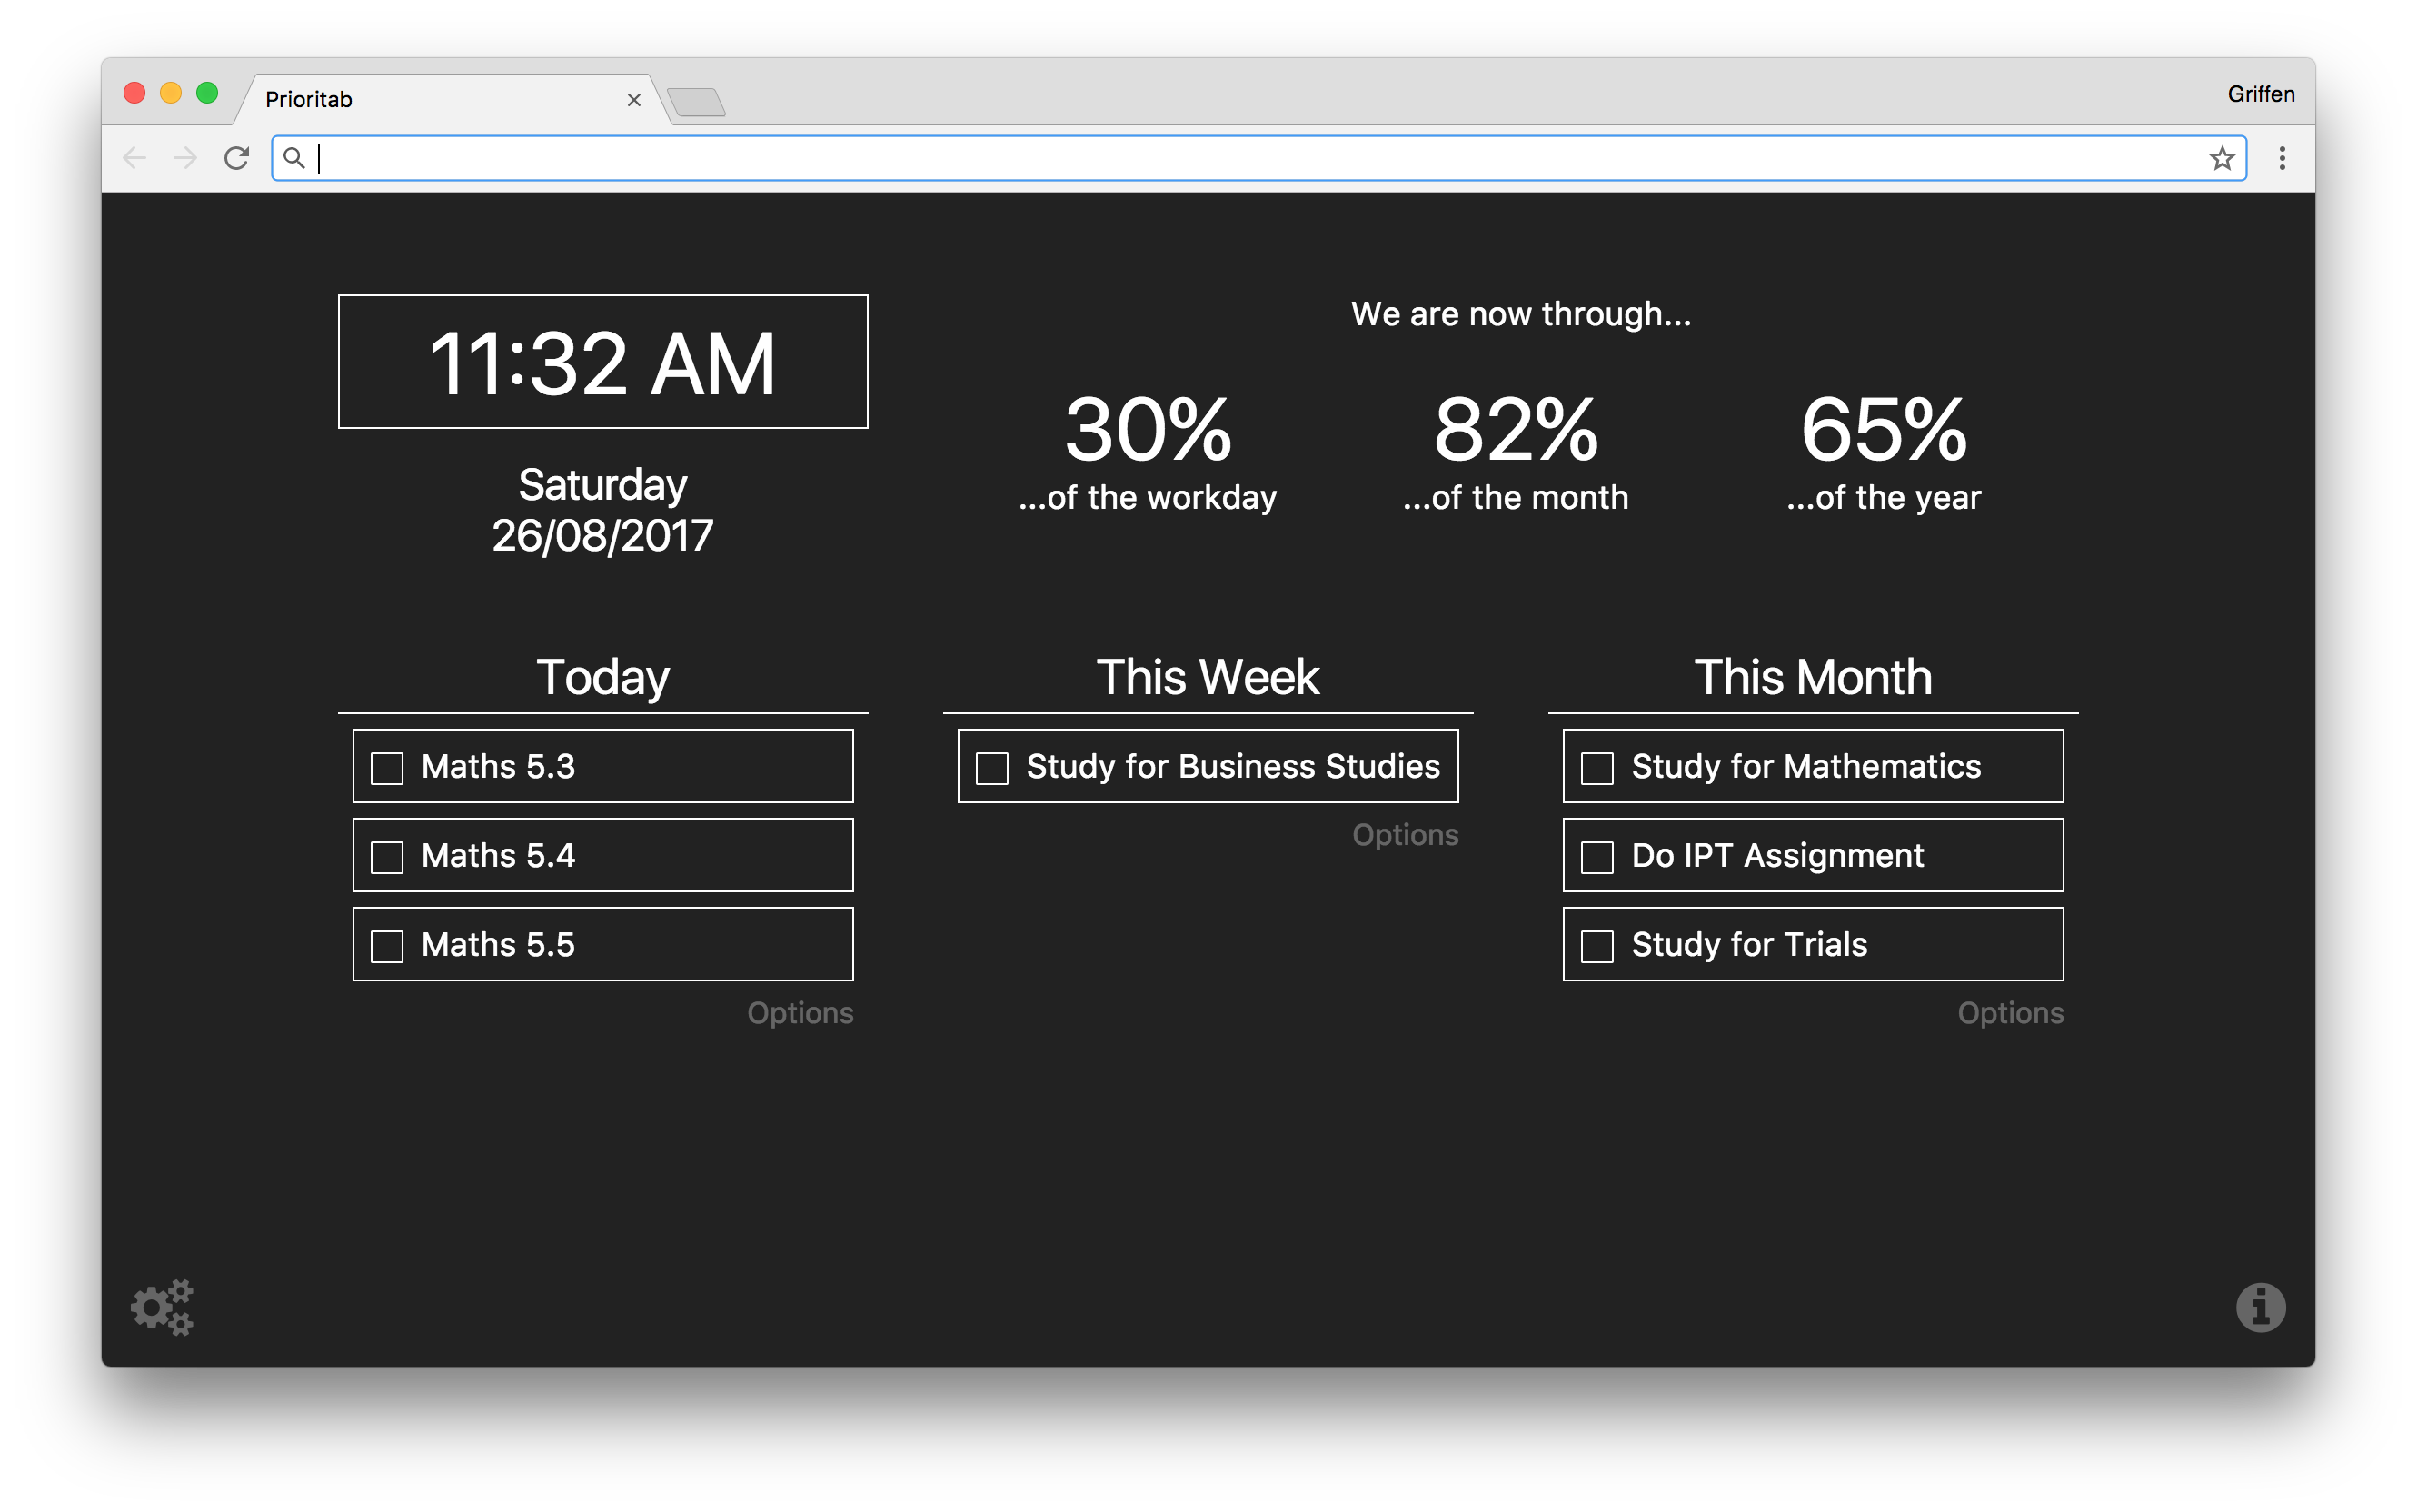 Prioritab
Griffen
11:32 AM
Saturday
26/08/2017
We are now through...
30%
...of the workday
82%
...of the month
65%
...of the year
Today
Maths 5.3
Maths 5.4
Maths 5.5
Options
This Week
Study for Business Studies
Options
This Month
Study for Mathematics
Do IPT Assignment
Study for Trials
Options